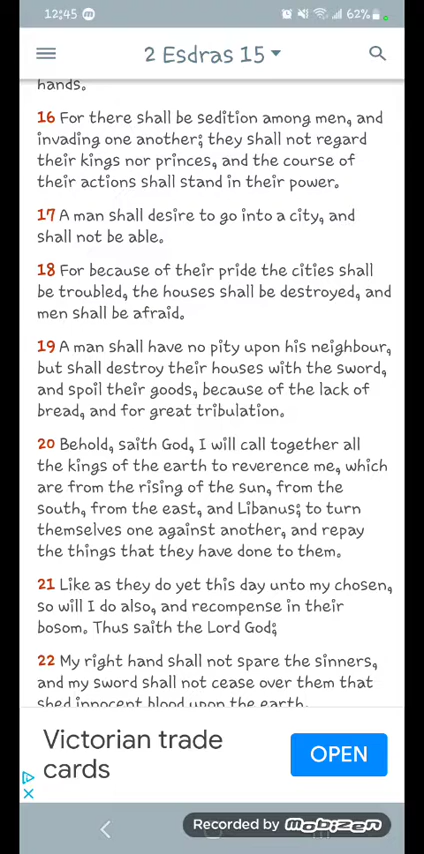 12:45
62%
2 Esdras 15
hands.
16 For there shall be sedition among men, and
invading one another; they shall not regard
their kings nor princes, and the course of
their actions shall stand in their power.
17 A man shall desire to go into a city, and
shall not be able.
18 For because of their pride the cities shall
be troubled, the houses shall be destroyed, and
men shall be afraid.
19 A man shall have no pity upon his neighbour,
but shall destroy their houses with the sword,
and spoil their goods, because of the lack of
bread, and for great tribulation.
20 Behold, saith God, I will call together all
the kings of the earth to reverence me, which
are from the rising of the sun, from the
south, from the east, and Libanus; to turn
themselves one against another, and repay
the things that they have done to them.
21 Like as they do yet this day unto my chosen,
so will I do also, and recompense in their
bosom. Thus saith the Lord God;
22 My right hand shall not spare the sinners,
and my sword shall not cease over them that
shed innocent blood upon the earth.
Victorian trade
cards
OPEN
Recorded by mobizen